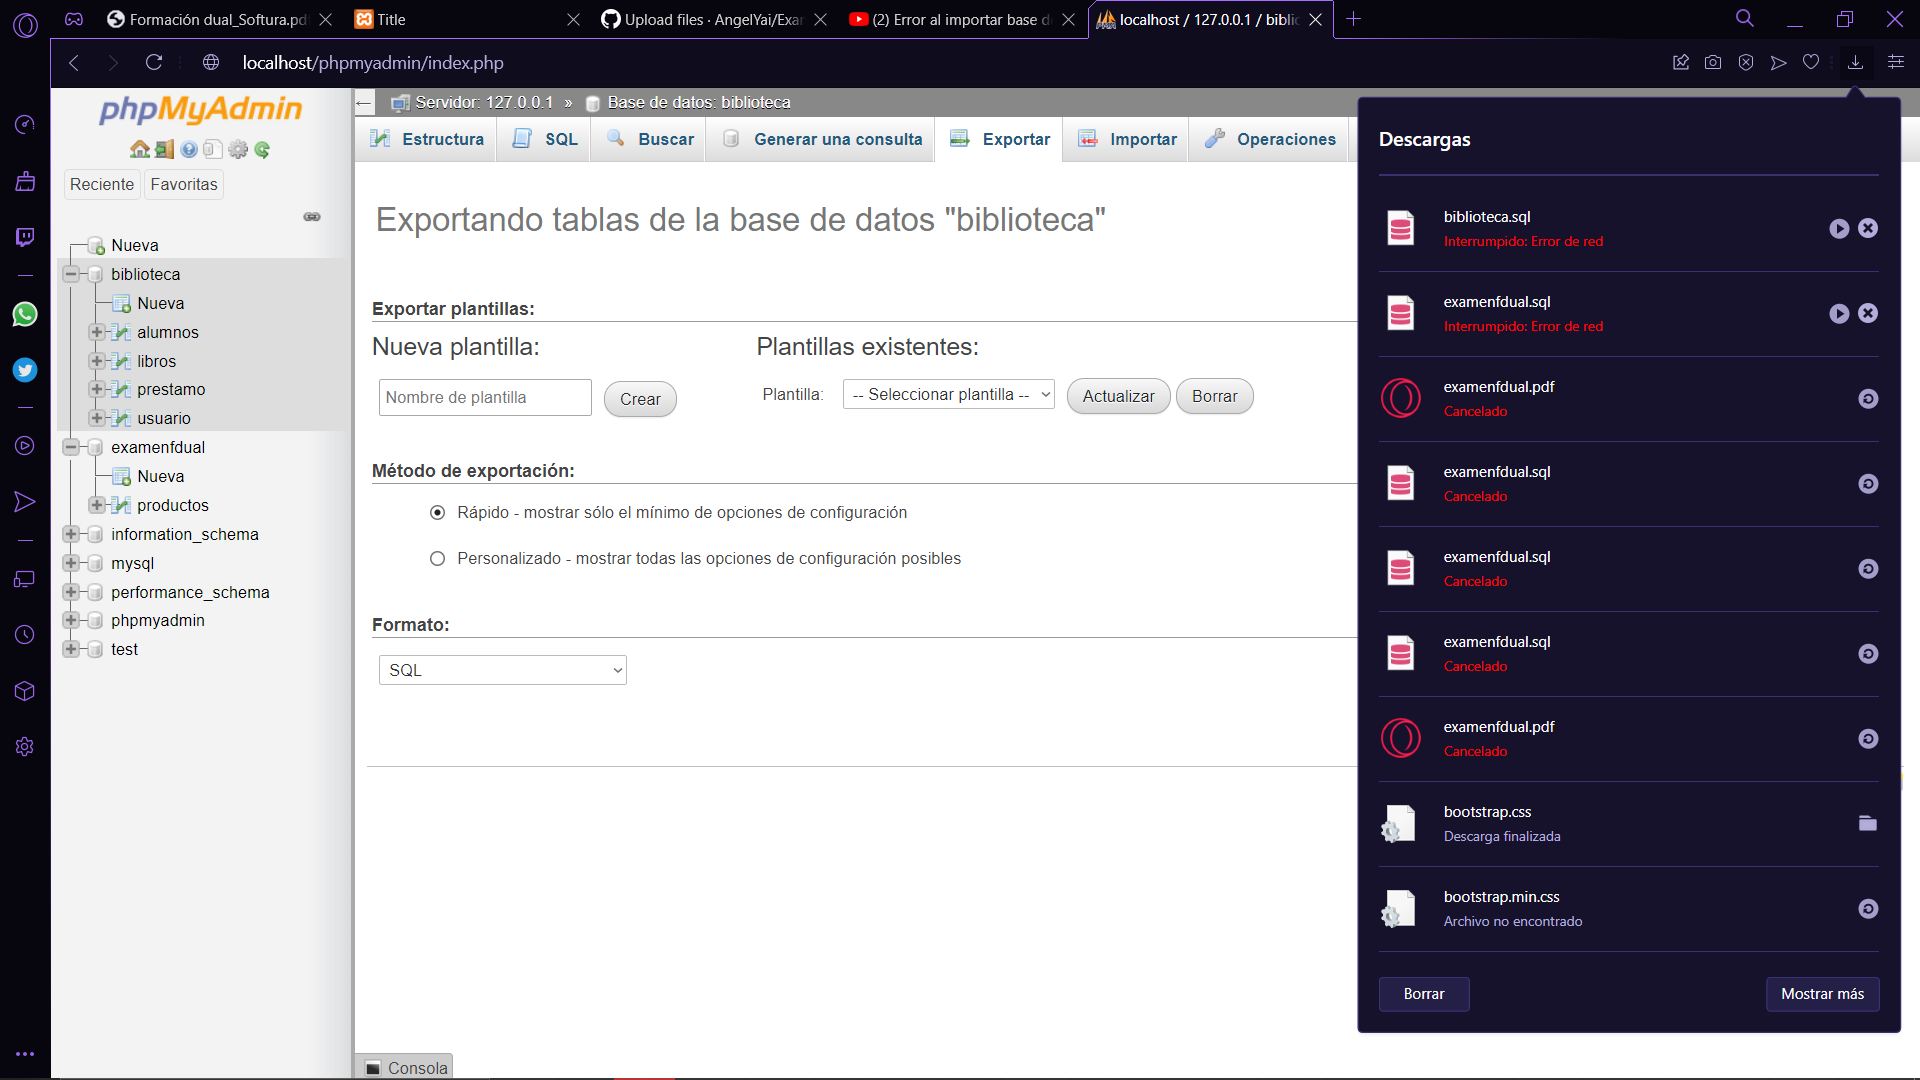 Formación dual_Softura.pd
Title
Upload files · AngelYai/Exa
(2) Error al importar base d
localhost / 127.0.0.1 / bibli
localhost/phpmyadmin/index.php
phpMyAdmin
Reciente
Favoritas
Nueva
biblioteca
Nueva
alumnos
libros
prestamo
usuario
examenfdual
Nueva
productos
information_schema
mysql
performance_schema
phpmyadmin
test
Servidor: 127.0.0.1 » Base de datos: biblioteca
Estructura
SQL
Buscar
Generar una consulta
Exportar
Importar
Operaciones
Exportando tablas de la base de datos "biblioteca"
Exportar plantillas:
Nueva plantilla:
Nombre de plantilla
Crear
Plantillas existentes:
Plantilla:
-- Seleccionar plantilla --
Actualizar
Borrar
Método de exportación:
Rápido - mostrar sólo el mínimo de opciones de configuración
Personalizado - mostrar todas las opciones de configuración posibles
Formato:
SQL
Consola
Descargas
biblioteca.sql
Interrumpido: Error de red
examenfdual.sql
Interrumpido: Error de red
examenfdual.pdf
Cancelado
examenfdual.sql
Cancelado
examenfdual.sql
Cancelado
examenfdual.sql
Cancelado
examenfdual.pdf
Cancelado
bootstrap.css
Descarga finalizada
bootstrap.min.css
Archivo no encontrado
Borrar
Mostrar más